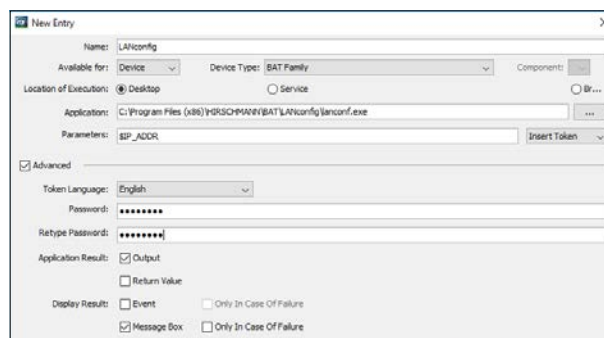 New Entry
Name: LANconfig
Available for: Device Device Type: BAT Family Component:
Location of Execution: Desktop Service Br...
Application: C:\Program Files (x86)\HIRSCHMANN\BAT\LANconfig\lanconf.exe ...
Parameters: $IP_ADDR Insert Token
Advanced
Token Language: English
Password: ••••••••
Retype Password: ••••••••
Application Result: Output
Return Value
Display Result: Event Only In Case Of Failure
Message Box Only In Case Of Failure